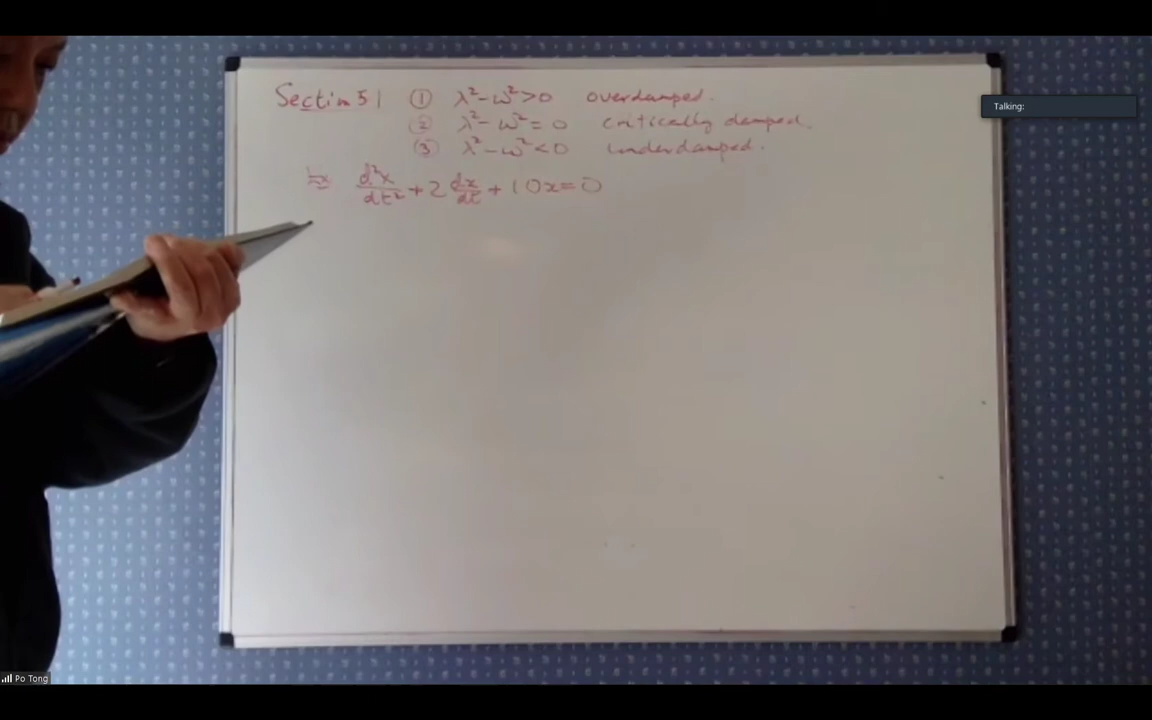 Section 5.1 ① λ²-ω²>0 overdamped.
② λ²-ω²=0 critically damped.
③ λ²-ω²<0 underdamped.
Ex d²x/dt² + 2 dx/dt + 10x = 0
Talking:
Po Tong